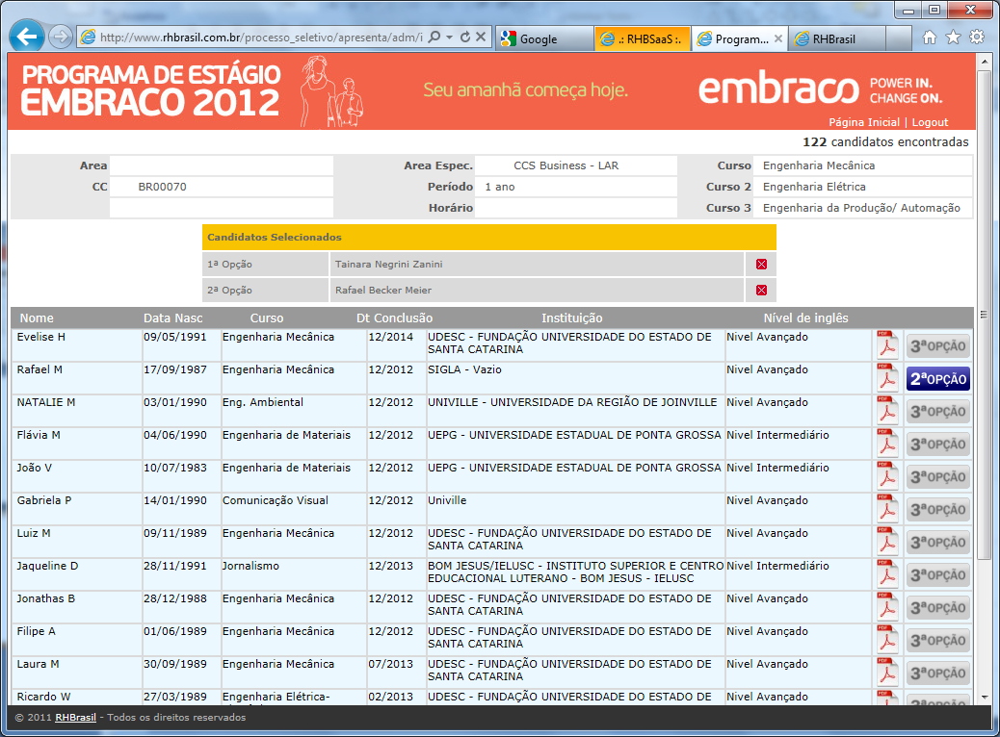 http://www.rhbrasil.com.br/processo_seletivo/apresenta/adm/i
Google
.: RHBSaaS :.
Program...
RHBrasil
PROGRAMA DE ESTÁGIO
EMBRACO 2012
Seu amanhã começa hoje.
embraco
POWER IN.
CHANGE ON.
Página Inicial | Logout
122 candidatos encontradas
Area Area Espec. CCS Business - LAR Curso Engenharia Mecânica
CC BR00070 Período 1 ano Curso 2 Engenharia Elétrica
Horário Curso 3 Engenharia da Produção/ Automação
Candidatos Selecionados
1ª Opção Tainara Negrini Zanini
2ª Opção Rafael Becker Meier
Nome Data Nasc Curso Dt Conclusão Instituição Nível de inglês
Evelise H 09/05/1991 Engenharia Mecânica 12/2014 UDESC - FUNDAÇÃO UNIVERSIDADE DO ESTADO DE Nivel Avançado PDF 3ªOPÇÃO
SANTA CATARINA
Rafael M 17/09/1987 Engenharia Mecânica 12/2012 SIGLA - Vazio Nivel Avançado PDF 2ªOPÇÃO
NATALIE M 03/01/1990 Eng. Ambiental 12/2012 UNIVILLE - UNIVERSIDADE DA REGIÃO DE JOINVILLE Nivel Avançado PDF 3ªOPÇÃO
Flávia M 04/06/1990 Engenharia de Materiais 12/2012 UEPG - UNIVERSIDADE ESTADUAL DE PONTA GROSSA Nivel Intermediário PDF 3ªOPÇÃO
João V 10/07/1983 Engenharia de Materiais 12/2012 UEPG - UNIVERSIDADE ESTADUAL DE PONTA GROSSA Nivel Intermediário PDF 3ªOPÇÃO
Gabriela P 14/01/1990 Comunicação Visual 12/2012 Univille Nivel Avançado PDF 3ªOPÇÃO
Luiz M 09/11/1989 Engenharia Mecânica 12/2012 UDESC - FUNDAÇÃO UNIVERSIDADE DO ESTADO DE Nivel Avançado PDF 3ªOPÇÃO
SANTA CATARINA
Jaqueline D 28/11/1991 Jornalismo 12/2013 BOM JESUS/IELUSC - INSTITUTO SUPERIOR E CENTRO Nivel Intermediário PDF 3ªOPÇÃO
EDUCACIONAL LUTERANO - BOM JESUS - IELUSC
Jonathas B 28/12/1988 Engenharia Mecânica 12/2012 UDESC - FUNDAÇÃO UNIVERSIDADE DO ESTADO DE Nivel Avançado PDF 3ªOPÇÃO
SANTA CATARINA
Filipe A 01/06/1989 Engenharia Mecânica 12/2012 UDESC - FUNDAÇÃO UNIVERSIDADE DO ESTADO DE Nivel Avançado PDF 3ªOPÇÃO
SANTA CATARINA
Laura M 30/09/1989 Engenharia Mecânica 07/2013 UDESC - FUNDAÇÃO UNIVERSIDADE DO ESTADO DE Nivel Avançado PDF 3ªOPÇÃO
SANTA CATARINA
Ricardo W 27/03/1989 Engenharia Elétrica- 02/2013 UDESC - FUNDAÇÃO UNIVERSIDADE DO ESTADO DE Nivel Avançado PDF
© 2011 RHBrasil - Todos os direitos reservados